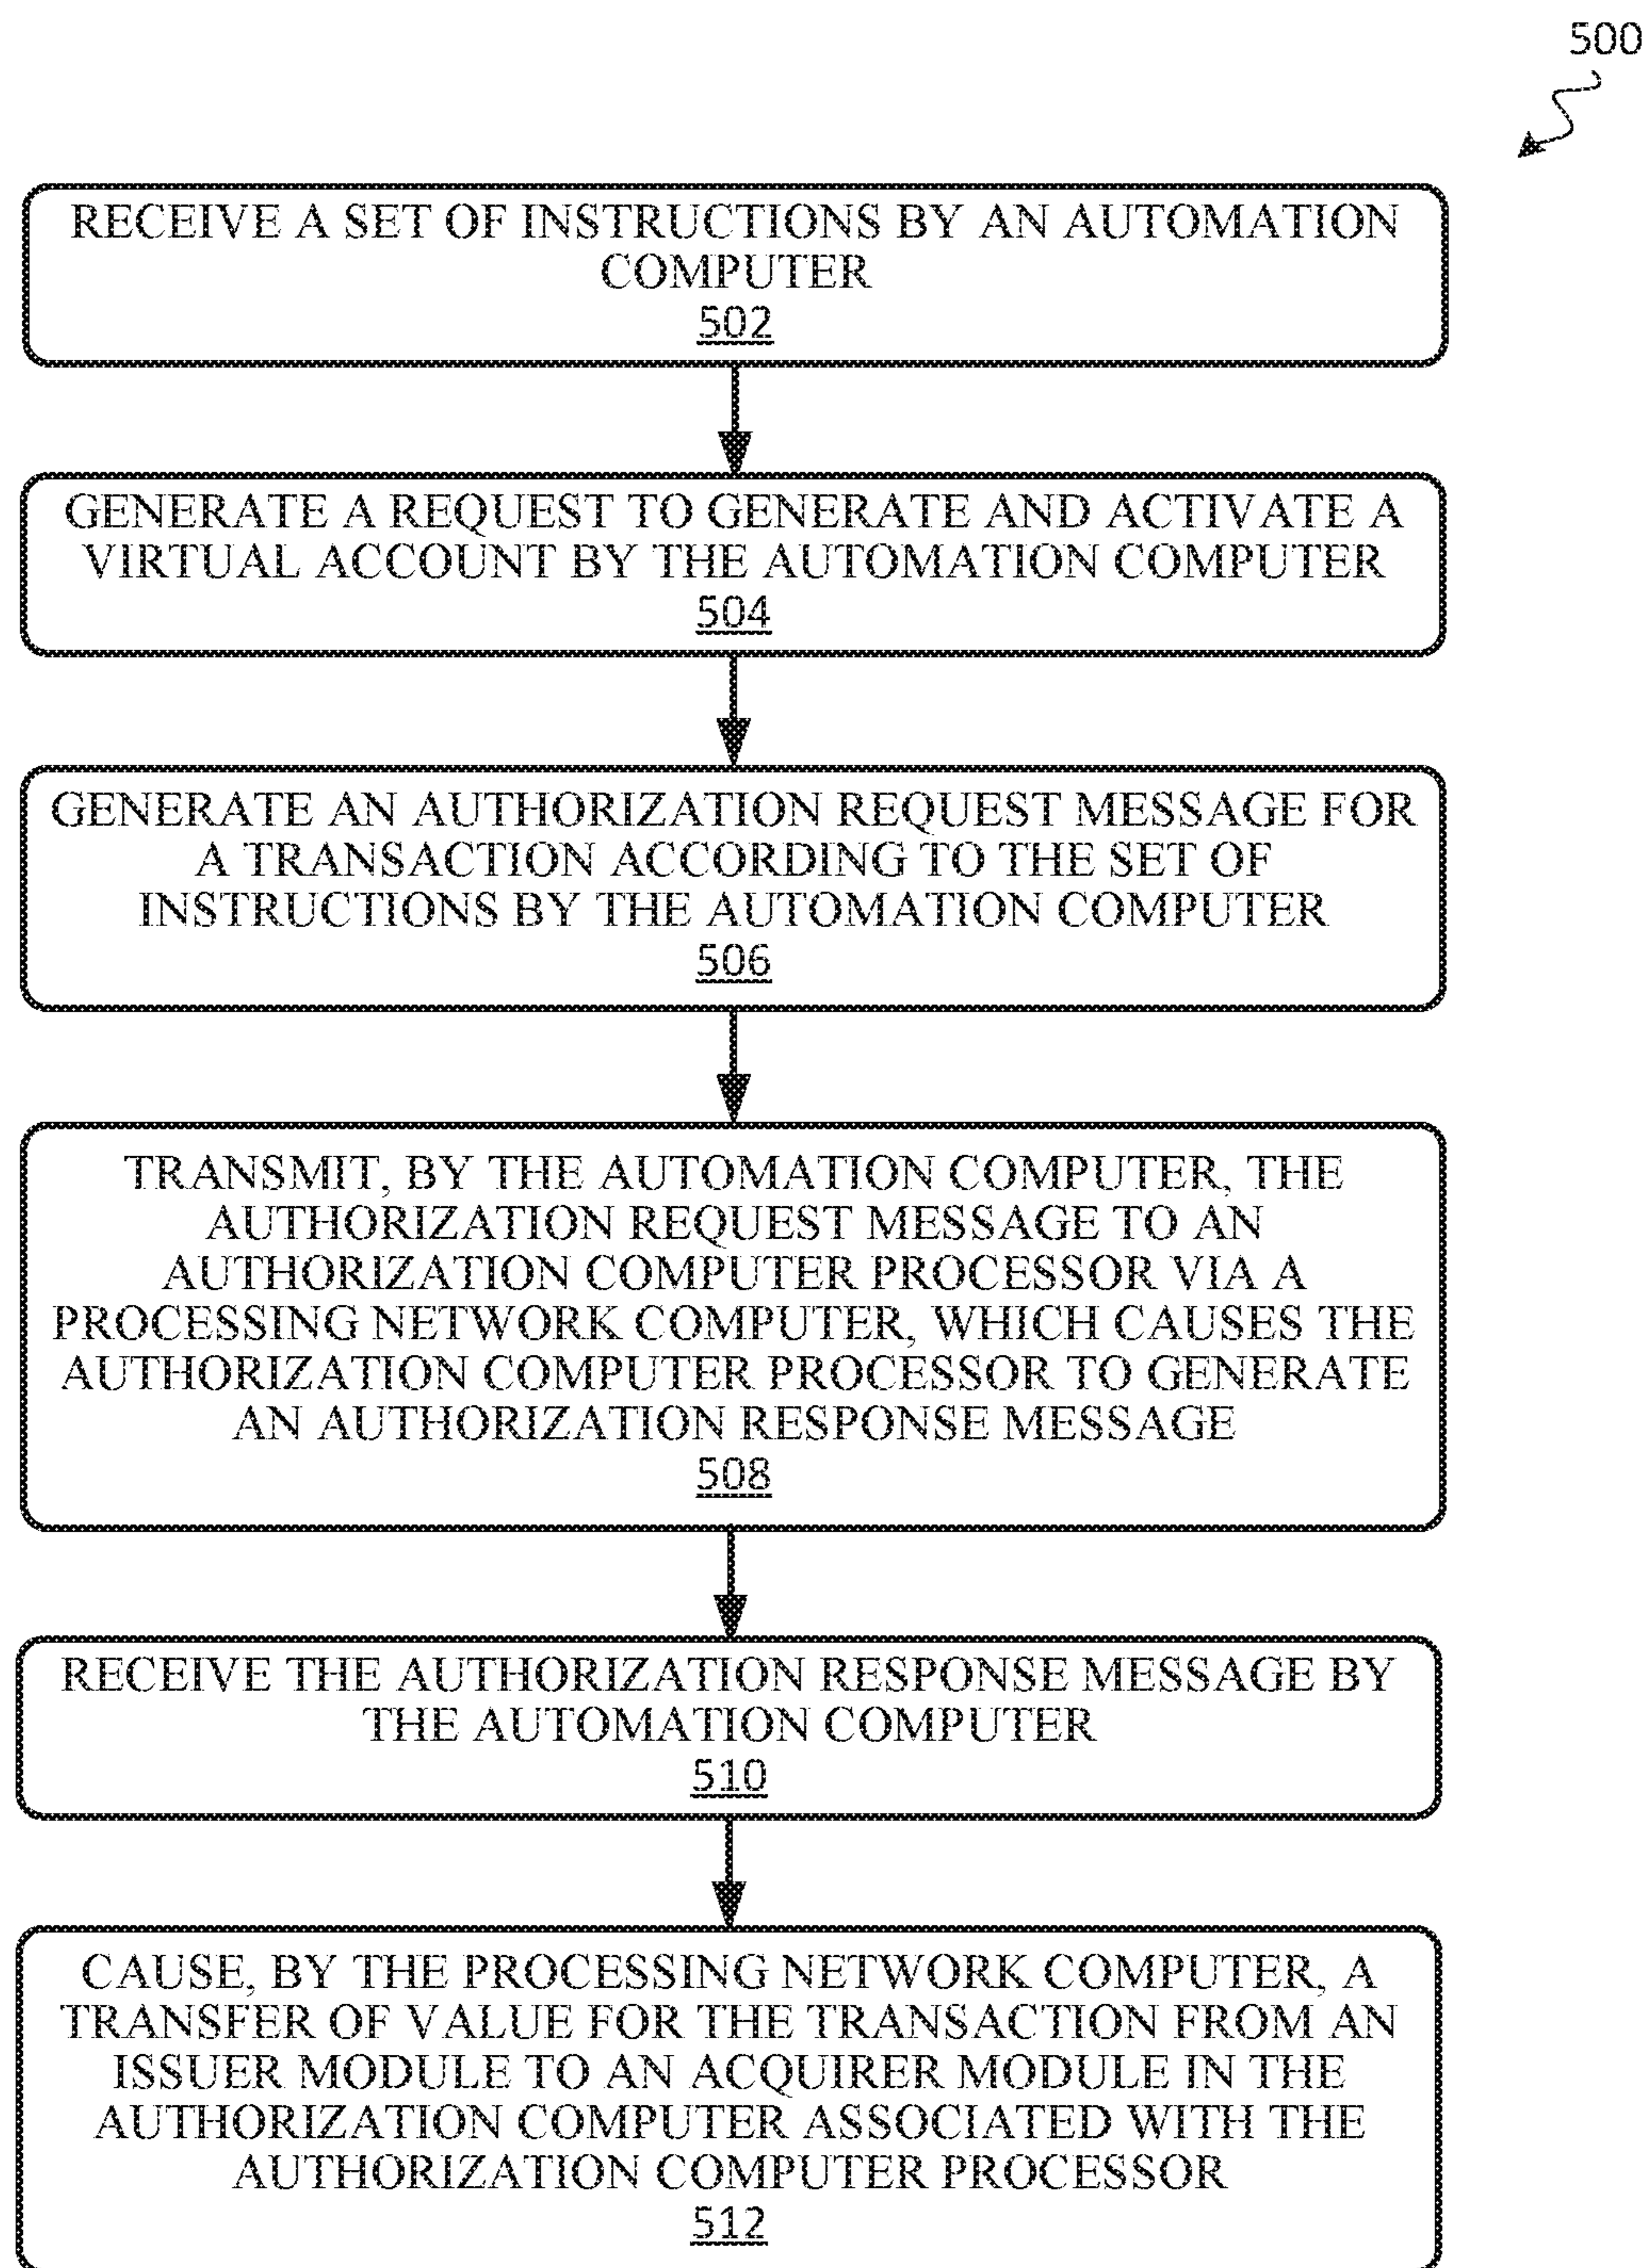 500
RECEIVE A SET OF INSTRUCTIONS BY AN AUTOMATION
COMPUTER
502
GENERATE A REQUEST TO GENERATE AND ACTIVATE A
VIRTUAL ACCOUNT BY THE AUTOMATION COMPUTER
504
GENERATE AN AUTHORIZATION REQUEST MESSAGE FOR
A TRANSACTION ACCORDING TO THE SET OF
INSTRUCTIONS BY THE AUTOMATION COMPUTER
506
TRANSMIT, BY THE AUTOMATION COMPUTER, THE
AUTHORIZATION REQUEST MESSAGE TO AN
AUTHORIZATION COMPUTER PROCESSOR VIA A
PROCESSING NETWORK COMPUTER, WHICH CAUSES THE
AUTHORIZATION COMPUTER PROCESSOR TO GENERATE
AN AUTHORIZATION RESPONSE MESSAGE
508
RECEIVE THE AUTHORIZATION RESPONSE MESSAGE BY
THE AUTOMATION COMPUTER
510
CAUSE, BY THE PROCESSING NETWORK COMPUTER, A
TRANSFER OF VALUE FOR THE TRANSACTION FROM AN
ISSUER MODULE TO AN ACQUIRER MODULE IN THE
AUTHORIZATION COMPUTER ASSOCIATED WITH THE
AUTHORIZATION COMPUTER PROCESSOR
512